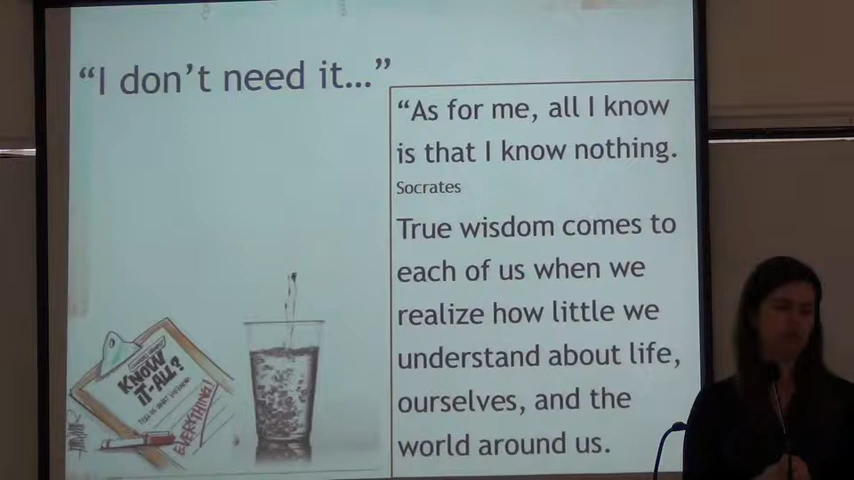 “I don’t need it...”
“As for me, all I know
is that I know nothing.
Socrates
True wisdom comes to
each of us when we
realize how little we
understand about life,
ourselves, and the
world around us.
KNOW
IT-ALL?
EVERYTHING!